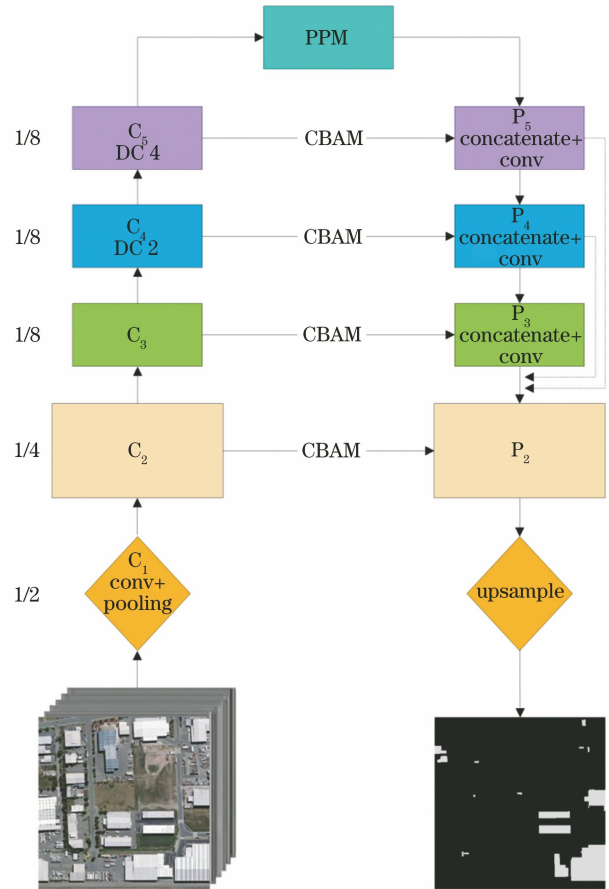 PPM
1/8
C₅
DC 4
CBAM
P₅
concatenate+
conv
1/8
C₄
DC 2
CBAM
P₄
concatenate+
conv
1/8
C₃
CBAM
P₃
concatenate+
conv
1/4
C₂
CBAM
P₂
1/2
C₁
conv+
pooling
upsample